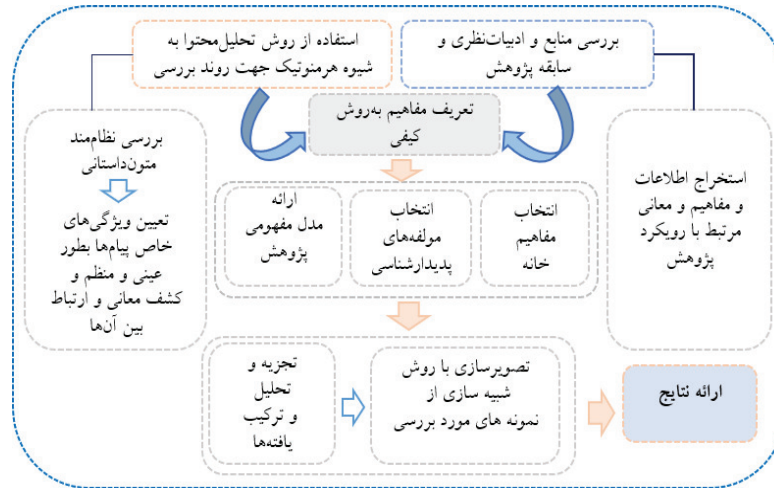 بررسی منابع و ادبیات‌نظری و
سابقه پژوهش
استفاده از روش تحلیل‌محتوا به
شیوه هرمنوتیک جهت روند بررسی
تعریف مفاهیم به‌روش
کیفی
استخراج اطلاعات
و مفاهیم و معانی
مرتبط با رویکرد
پژوهش
بررسی نظام‌مند
متون‌داستانی
تعیین ویژگی‌های
خاص پیام‌ها بطور
عینی و منظم و
کشف معانی و ارتباط
بین آن‌ها
انتخاب
مفاهیم
خانه
انتخاب
مولفه‌های
پدیدارشناسی
ارائه
مدل مفهومی
پژوهش
تجزیه و
تحلیل
و ترکیب
یافته‌ها
تصویرسازی با روش
شبیه سازی از
نمونه های مورد بررسی
ارائه نتایج